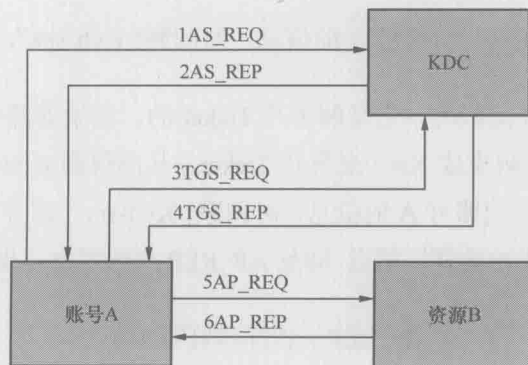 1AS_REQ
2AS_REP
KDC
3TGS_REQ
4TGS_REP
账号A
5AP_REQ
6AP_REP
资源B